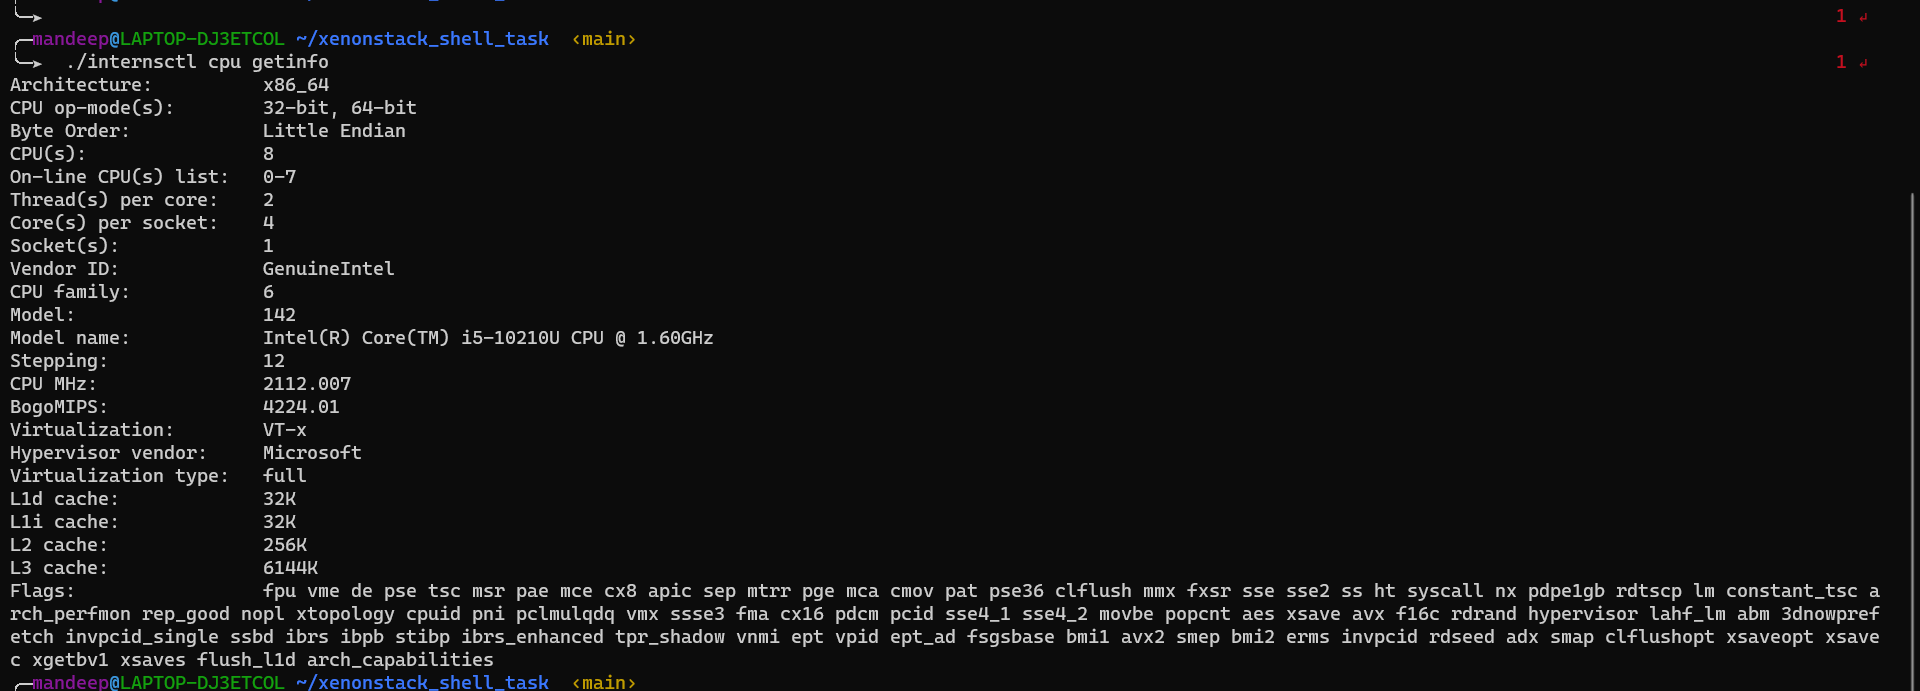 1 ↵
╭─mandeep@LAPTOP-DJ3ETCOL ~/xenonstack_shell_task ‹main›
╰─➤ ./internsctl cpu getinfo 1 ↵
Architecture: x86_64
CPU op-mode(s): 32-bit, 64-bit
Byte Order: Little Endian
CPU(s): 8
On-line CPU(s) list: 0-7
Thread(s) per core: 2
Core(s) per socket: 4
Socket(s): 1
Vendor ID: GenuineIntel
CPU family: 6
Model: 142
Model name: Intel(R) Core(TM) i5-10210U CPU @ 1.60GHz
Stepping: 12
CPU MHz: 2112.007
BogoMIPS: 4224.01
Virtualization: VT-x
Hypervisor vendor: Microsoft
Virtualization type: full
L1d cache: 32K
L1i cache: 32K
L2 cache: 256K
L3 cache: 6144K
Flags: fpu vme de pse tsc msr pae mce cx8 apic sep mtrr pge mca cmov pat pse36 clflush mmx fxsr sse sse2 ss ht syscall nx pdpe1gb rdtscp lm constant_tsc a
rch_perfmon rep_good nopl xtopology cpuid pni pclmulqdq vmx ssse3 fma cx16 pdcm pcid sse4_1 sse4_2 movbe popcnt aes xsave avx f16c rdrand hypervisor lahf_lm abm 3dnowpref
etch invpcid_single ssbd ibrs ibpb stibp ibrs_enhanced tpr_shadow vnmi ept vpid ept_ad fsgsbase bmi1 avx2 smep bmi2 erms invpcid rdseed adx smap clflushopt xsaveopt xsave
c xgetbv1 xsaves flush_l1d arch_capabilities
╭─mandeep@LAPTOP-DJ3ETCOL ~/xenonstack_shell_task ‹main›